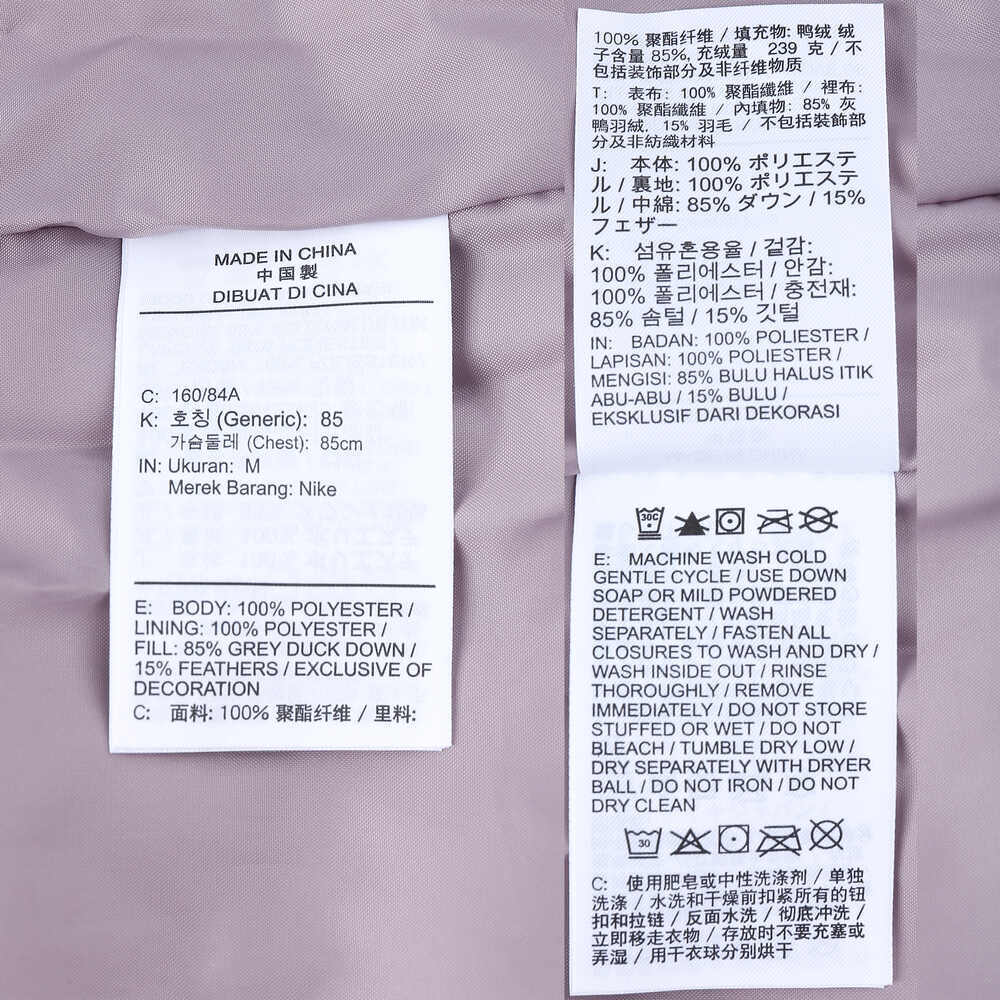 MADE IN CHINA
中国製
DIBUAT DI CINA
C: 160/84A
K: 호칭 (Generic): 85
가슴둘레 (Chest): 85cm
IN: Ukuran: M
Merek Barang: Nike
E: BODY: 100% POLYESTER /
LINING: 100% POLYESTER /
FILL: 85% GREY DUCK DOWN /
15% FEATHERS / EXCLUSIVE OF
DECORATION
C: 面料: 100% 聚酯纤维 / 里料:
100% 聚酯纤维 / 填充物: 鸭绒 绒
子含量 85%, 充绒量 239 克 / 不
包括装饰部分及非纤维物质
T: 表布: 100% 聚酯纖維 / 裡布:
100% 聚酯纖維 / 內填物: 85% 灰
鴨羽絨, 15% 羽毛 / 不包括裝飾部
分及非紡織材料
J: 本体: 100% ポリエステ
ル / 裏地: 100% ポリエステ
ル / 中綿: 85% ダウン / 15%
フェザー
K: 섬유혼용율 / 겉감:
100% 폴리에스터 / 안감:
100% 폴리에스터 / 충전재:
85% 솜털 / 15% 깃털
IN: BADAN: 100% POLIESTER /
LAPISAN: 100% POLIESTER /
MENGISI: 85% BULU HALUS ITIK
ABU-ABU / 15% BULU /
EKSKLUSIF DARI DEKORASI
30C
E: MACHINE WASH COLD
GENTLE CYCLE / USE DOWN
SOAP OR MILD POWDERED
DETERGENT / WASH
SEPARATELY / FASTEN ALL
CLOSURES TO WASH AND DRY /
WASH INSIDE OUT / RINSE
THOROUGHLY / REMOVE
IMMEDIATELY / DO NOT STORE
STUFFED OR WET / DO NOT
BLEACH / TUMBLE DRY LOW /
DRY SEPARATELY WITH DRYER
BALL / DO NOT IRON / DO NOT
DRY CLEAN
30
C: 使用肥皂或中性洗涤剂 / 单独
洗涤 / 水洗和干燥前扣紧所有的钮
扣和拉链 / 反面水洗 / 彻底冲洗 /
立即移走衣物 / 存放时不要充塞或
弄湿 / 用干衣球分别烘干